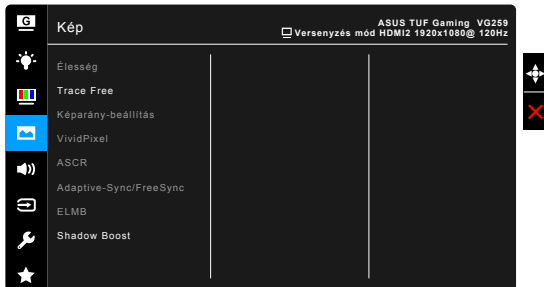 G
Kép
ASUS TUF Gaming VG259
Versenyzés mód HDMI2 1920x1080@ 120Hz
Élesség
Trace Free
Képarány-beállítás
VividPixel
ASCR
Adaptive-Sync/FreeSync
ELMB
Shadow Boost